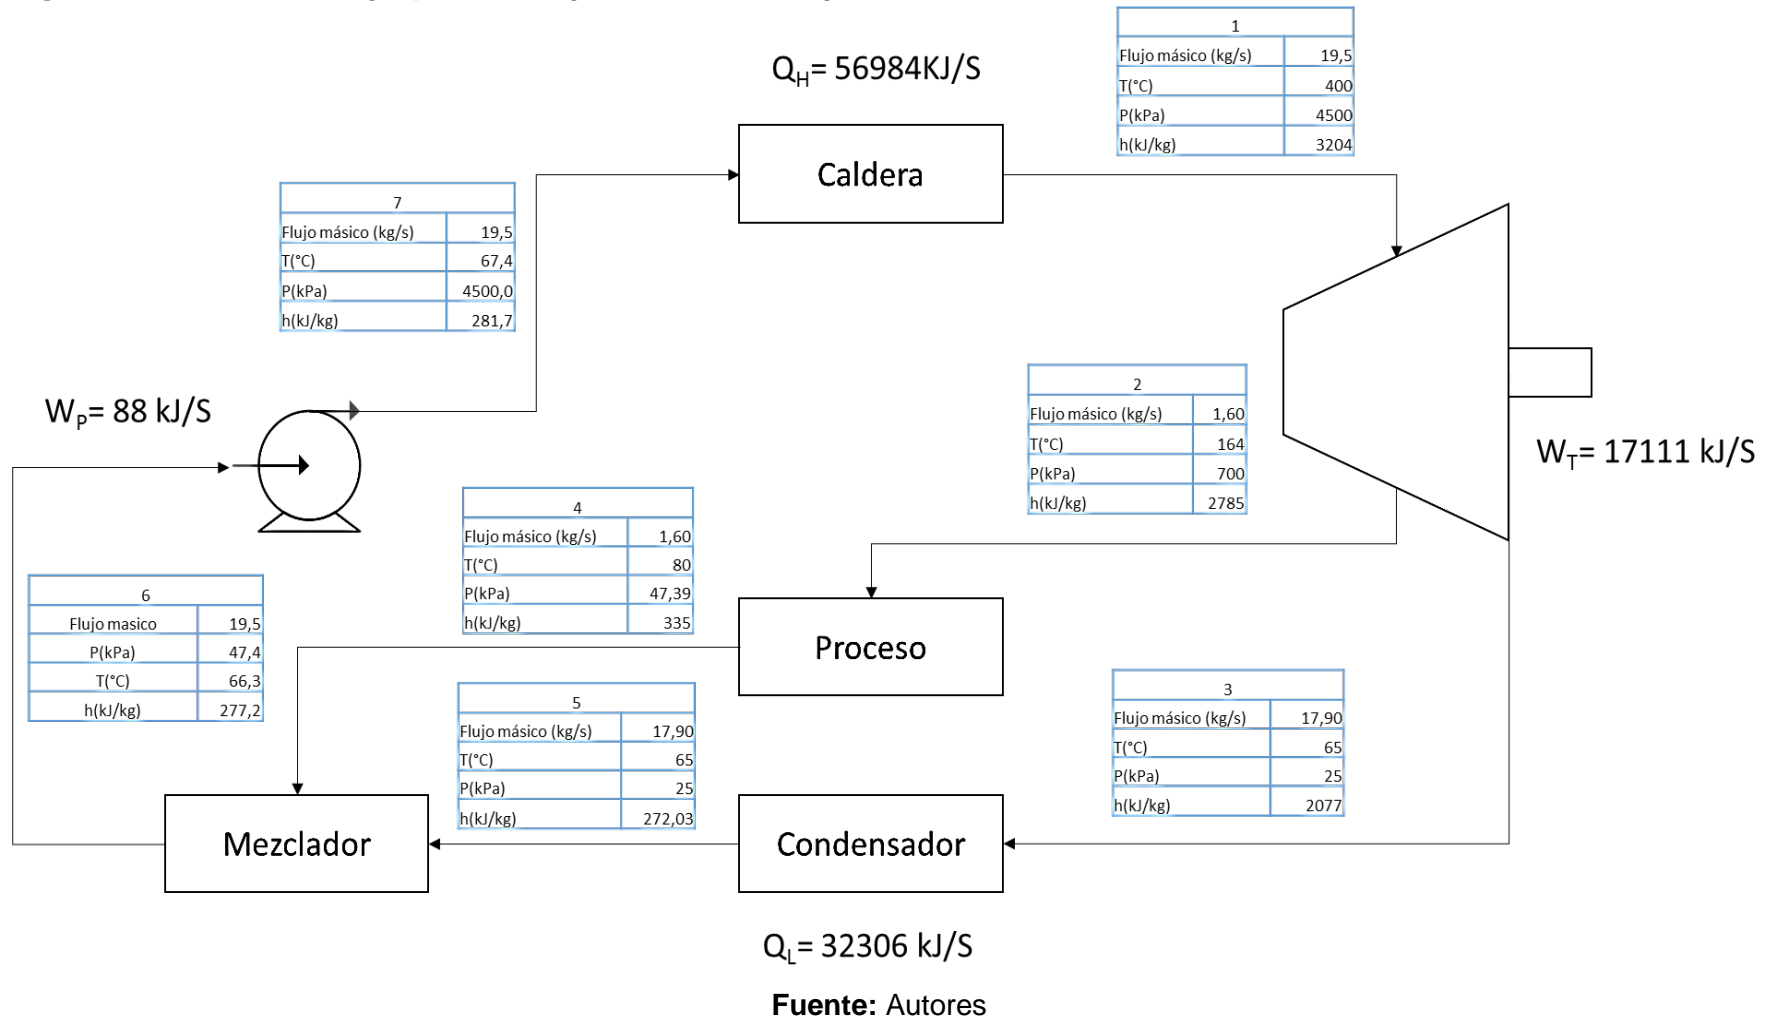 1
Flujo másico (kg/s) 19,5
T(°C) 400
P(kPa) 4500
h(kJ/kg) 3204
Q_H= 56984KJ/S
Caldera
7
Flujo másico (kg/s) 19,5
T(°C) 67,4
P(kPa) 4500,0
h(kJ/kg) 281,7
W_P= 88 kJ/S
2
Flujo másico (kg/s) 1,60
T(°C) 164
P(kPa) 700
h(kJ/kg) 2785
W_T= 17111 kJ/S
4
Flujo másico (kg/s) 1,60
T(°C) 80
P(kPa) 47,39
h(kJ/kg) 335
6
Flujo masico 19,5
P(kPa) 47,4
T(°C) 66,3
h(kJ/kg) 277,2
Proceso
5
Flujo másico (kg/s) 17,90
T(°C) 65
P(kPa) 25
h(kJ/kg) 272,03
3
Flujo másico (kg/s) 17,90
T(°C) 65
P(kPa) 25
h(kJ/kg) 2077
Mezclador
Condensador
Q_L= 32306 kJ/S
Fuente: Autores